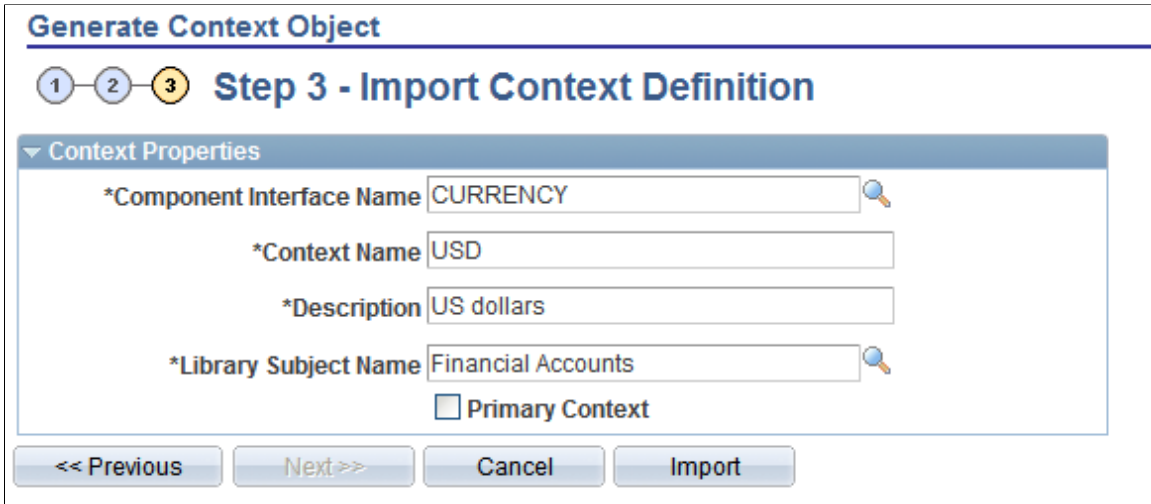 Generate Context Object
1 2 3 Step 3 - Import Context Definition
Context Properties
*Component Interface Name CURRENCY
*Context Name USD
*Description US dollars
*Library Subject Name Financial Accounts
Primary Context
<< Previous Next >> Cancel Import